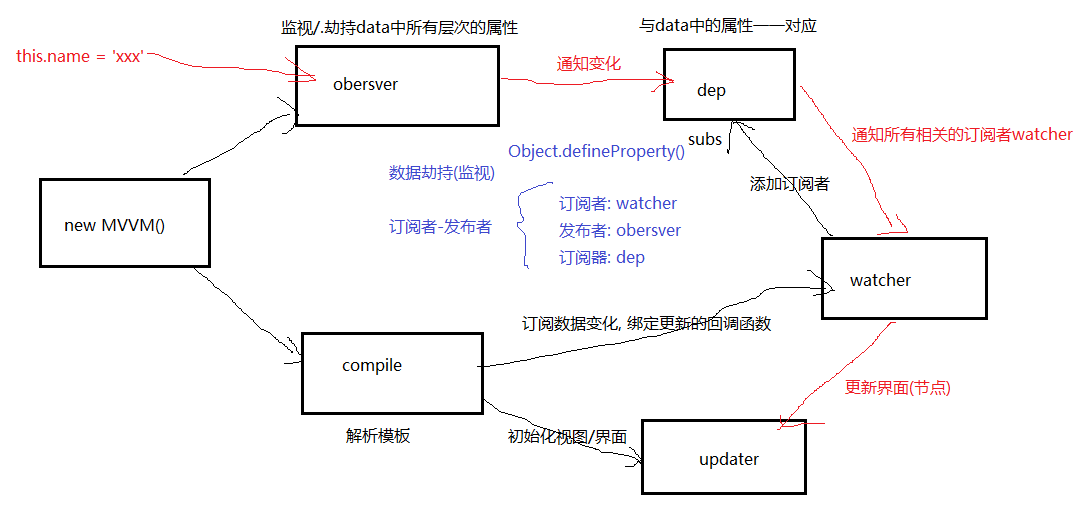 监视/.劫持data中所有层次的属性
与data中的属性一一对应
this.name = 'xxx'
obersver
通知变化
dep
subs
通知所有相关的订阅者watcher
Object.defineProperty()
数据劫持(监视)
添加订阅者
new MVVM()
订阅者: watcher
订阅者-发布者
发布者: obersver
订阅器: dep
watcher
订阅数据变化, 绑定更新的回调函数
compile
更新界面(节点)
解析模板
初始化视图/界面
updater